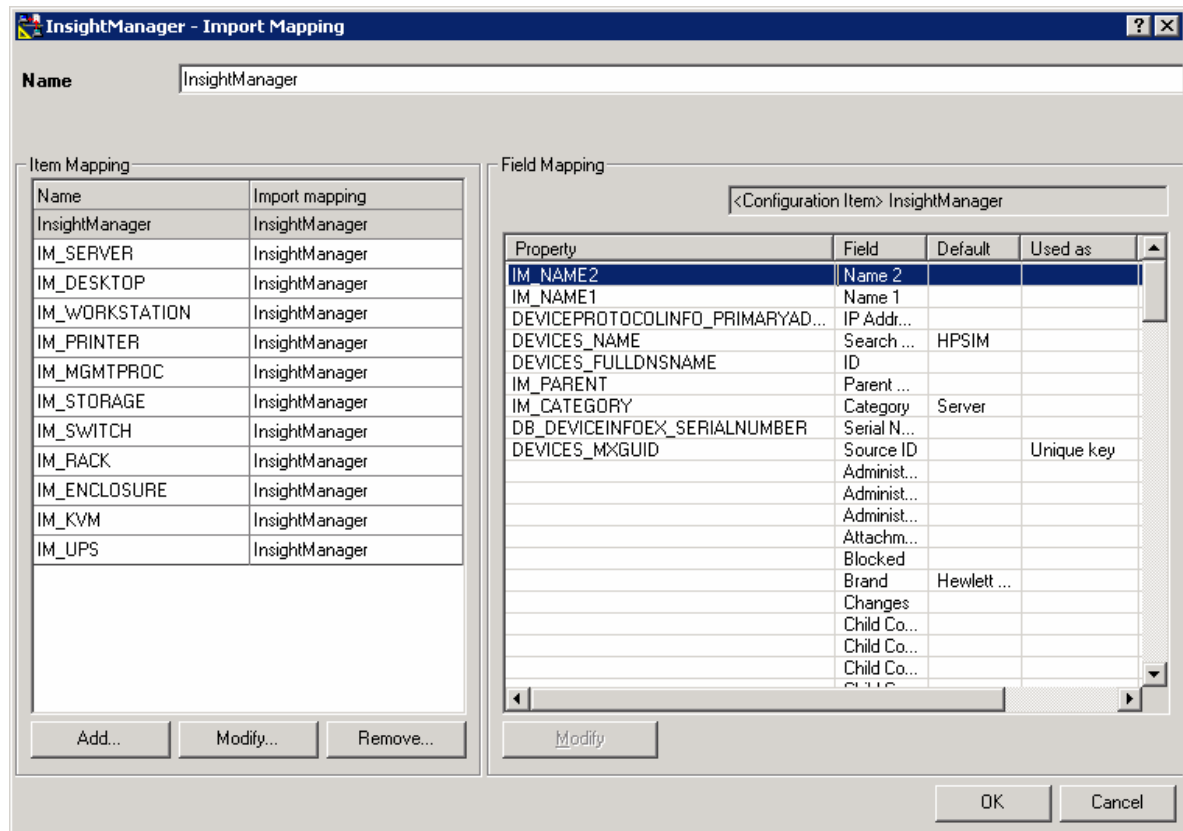 InsightManager - Import Mapping
Name InsightManager
Item Mapping
Name Import mapping
InsightManager InsightManager
IM_SERVER InsightManager
IM_DESKTOP InsightManager
IM_WORKSTATION InsightManager
IM_PRINTER InsightManager
IM_MGMTPROC InsightManager
IM_STORAGE InsightManager
IM_SWITCH InsightManager
IM_RACK InsightManager
IM_ENCLOSURE InsightManager
IM_KVM InsightManager
IM_UPS InsightManager
Add... Modify... Remove...
Field Mapping
<Configuration Item> InsightManager
Property Field Default Used as
IM_NAME2 Name 2
IM_NAME1 Name 1
DEVICEPROTOCOLINFO_PRIMARYAD... IP Addr...
DEVICES_NAME Search ... HPSIM
DEVICES_FULLDNSNAME ID
IM_PARENT Parent ...
IM_CATEGORY Category Server
DB_DEVICEINFOEX_SERIALNUMBER Serial N...
DEVICES_MXGUID Source ID Unique key
Administ...
Administ...
Administ...
Attachm...
Blocked
Brand Hewlett ...
Changes
Child Co...
Child Co...
Child Co...
Modify
OK Cancel